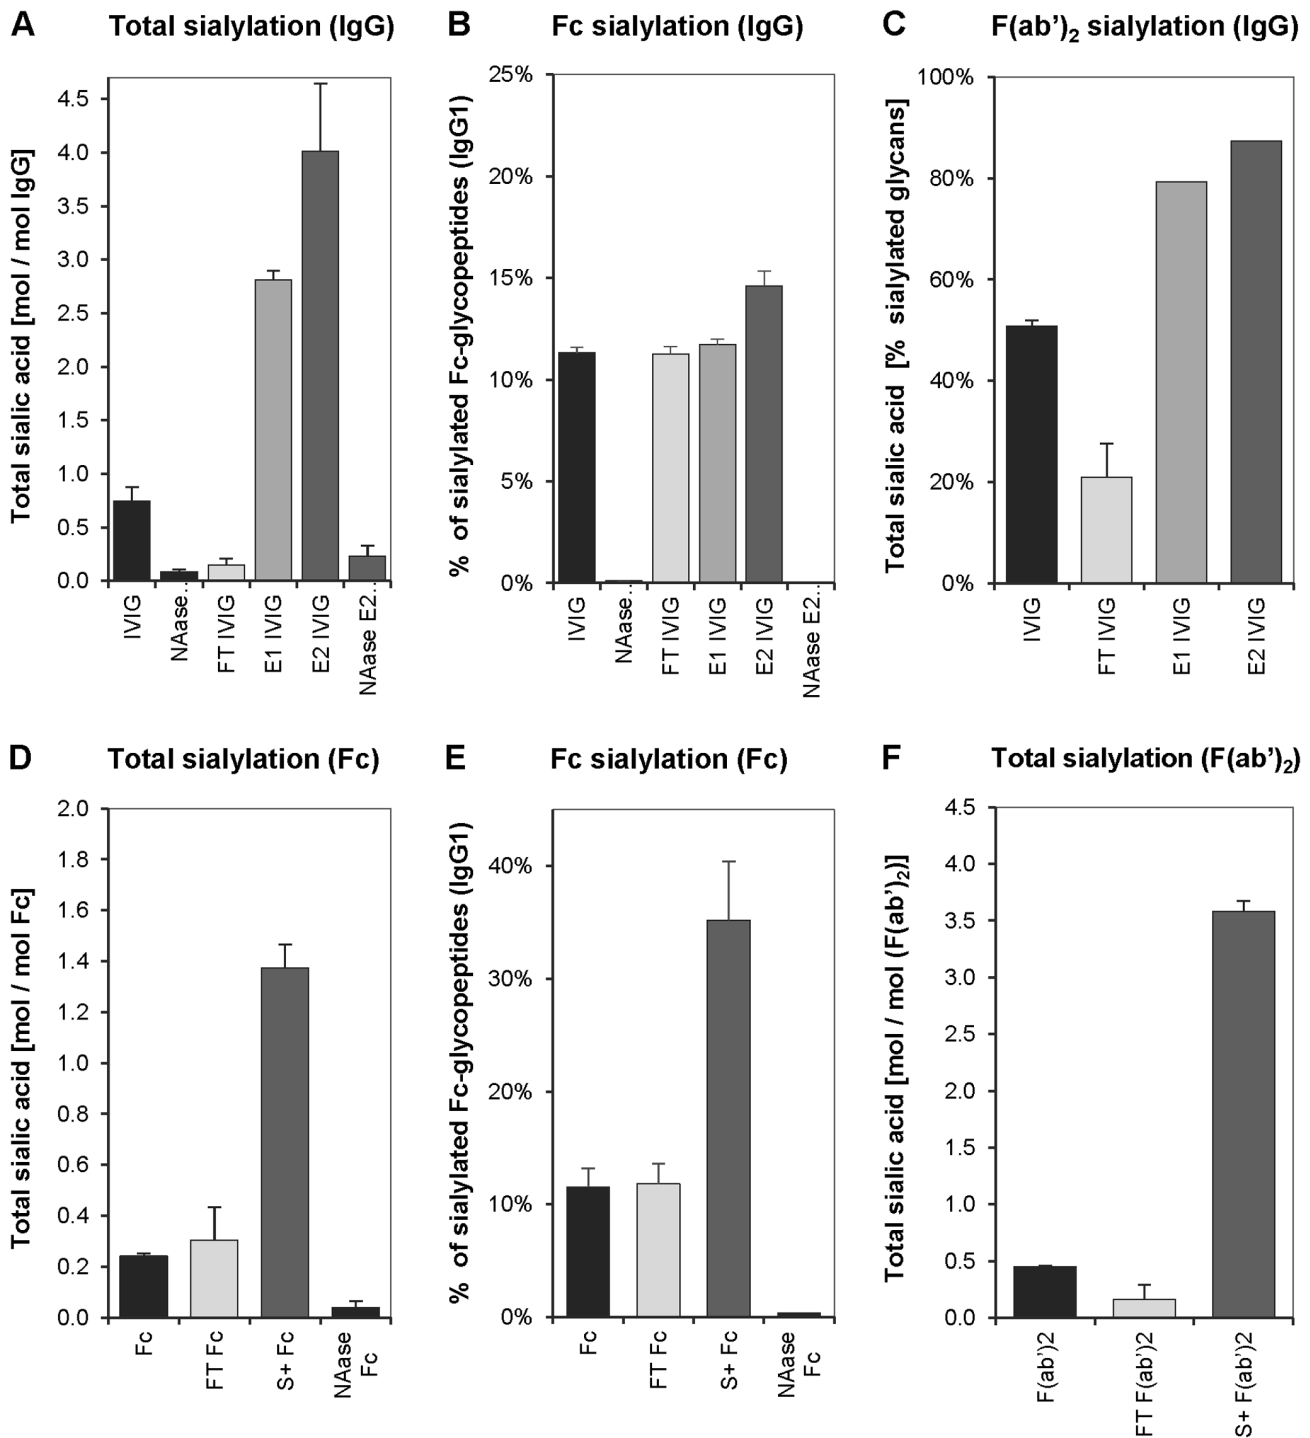 A Total sialylation (IgG)
Total sialic acid [mol / mol IgG]
4.5
4.0
3.5
3.0
2.5
2.0
1.5
1.0
0.5
0.0
IVIG
NAase…
FT IVIG
E1 IVIG
E2 IVIG
NAase E2…
B Fc sialylation (IgG)
% of sialylated Fc-glycopeptides (IgG1)
25%
20%
15%
10%
5%
0%
IVIG
NAase…
FT IVIG
E1 IVIG
E2 IVIG
NAase E2…
C F(ab’)2 sialylation (IgG)
Total sialic acid [% sialylated glycans]
100%
80%
60%
40%
20%
0%
IVIG
FT IVIG
E1 IVIG
E2 IVIG
D Total sialylation (Fc)
Total sialic acid [mol / mol Fc]
2.0
1.8
1.6
1.4
1.2
1.0
0.8
0.6
0.4
0.2
0.0
Fc
FT Fc
S+ Fc
NAase
Fc
E Fc sialylation (Fc)
% of sialylated Fc-glycopeptides (IgG1)
40%
30%
20%
10%
0%
Fc
FT Fc
S+ Fc
NAase
Fc
F Total sialylation (F(ab’)2)
Total sialic acid [mol / mol (F(ab’)2)]
4.5
4.0
3.5
3.0
2.5
2.0
1.5
1.0
0.5
0.0
F(ab’)2
FT F(ab’)2
S+ F(ab’)2